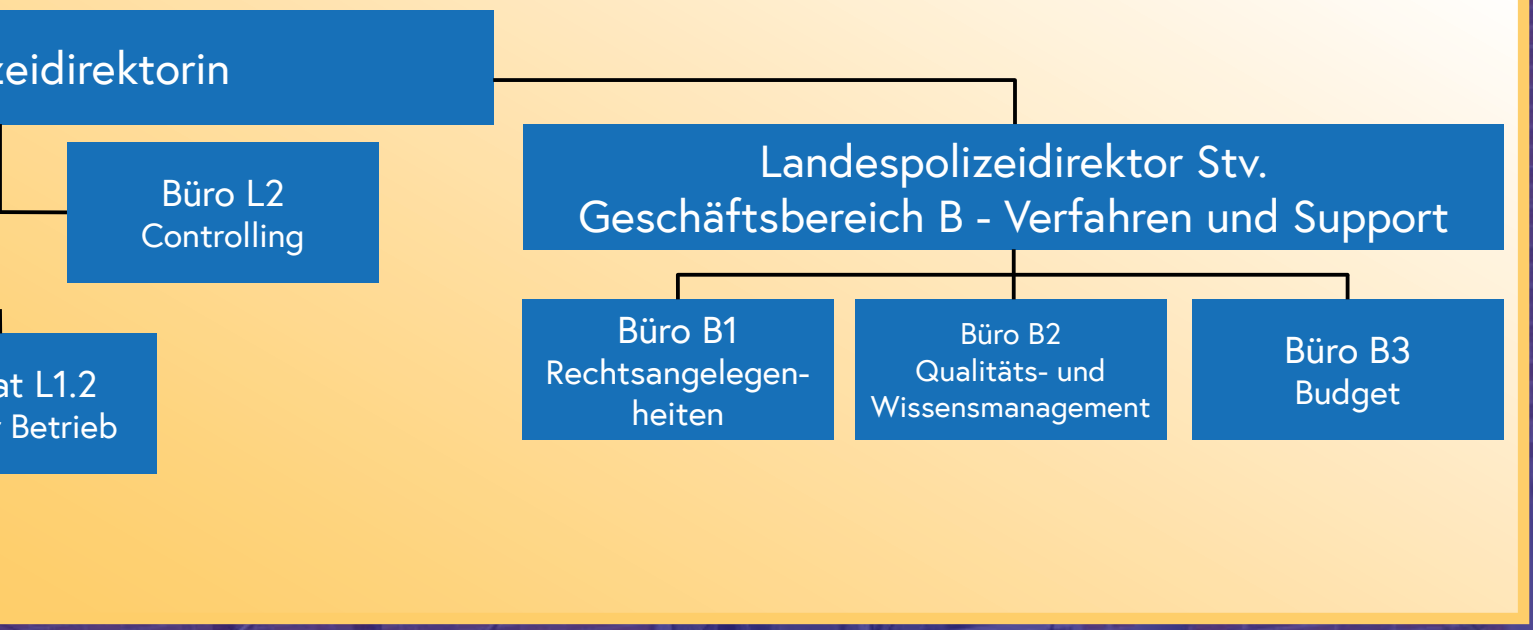 zeidirektorin
Landespolizeidirektor Stv.
Geschäftsbereich B - Verfahren und Support
Büro L2
Controlling
Büro B1
Rechtsangelegen-
heiten
Büro B2
Qualitäts- und
Wissensmanagement
Büro B3
Budget
at L1.2
Betrieb